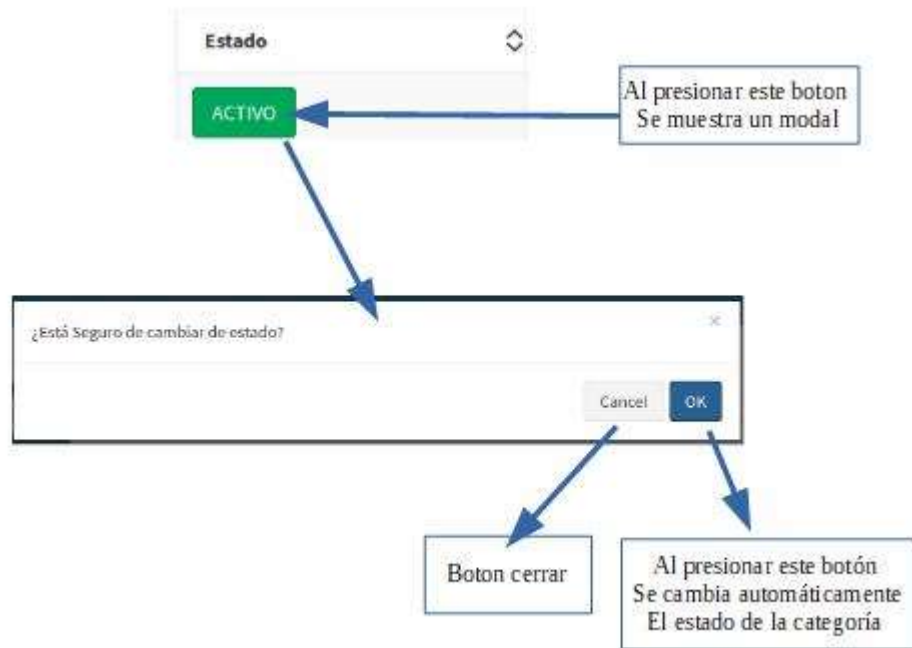 Estado
ACTIVO
Al presionar este boton
Se muestra un modal
¿Está Seguro de cambiar de estado?
×
Cancel
OK
Boton cerrar
Al presionar este botón
Se cambia automáticamente
El estado de la categoría